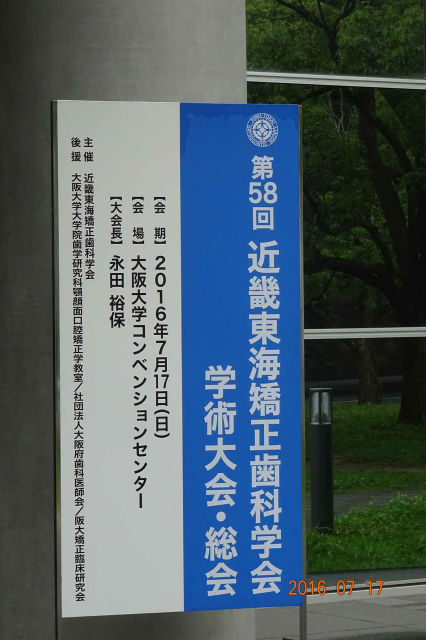 第58回 近畿東海矯正歯科学会
学術大会・総会
【会 期】 2016年7月17日(日)
【会 場】 大阪大学コンベンションセンター
【大会長】 永田 裕保
主 催 近畿東海矯正歯科学会
後 援 大阪大学大学院歯学研究科顎顔面口腔矯正学教室/社団法人大阪府歯科医師会/阪大矯正臨床研究会
2016 07 17